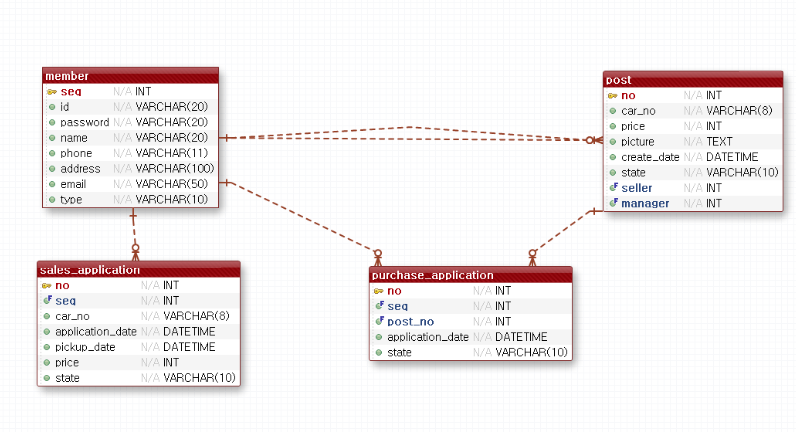 member
seq N/A INT
id N/A VARCHAR(20)
password N/A VARCHAR(20)
name N/A VARCHAR(20)
phone N/A VARCHAR(11)
address N/A VARCHAR(100)
email N/A VARCHAR(50)
type N/A VARCHAR(10)
post
no N/A INT
car_no N/A VARCHAR(8)
price N/A INT
picture N/A TEXT
create_date N/A DATETIME
state N/A VARCHAR(10)
seller N/A INT
manager N/A INT
sales_application
no N/A INT
seq N/A INT
car_no N/A VARCHAR(8)
application_date N/A DATETIME
pickup_date N/A DATETIME
price N/A INT
state N/A VARCHAR(10)
purchase_application
no N/A INT
seq N/A INT
post_no N/A INT
application_date N/A DATETIME
state N/A VARCHAR(10)